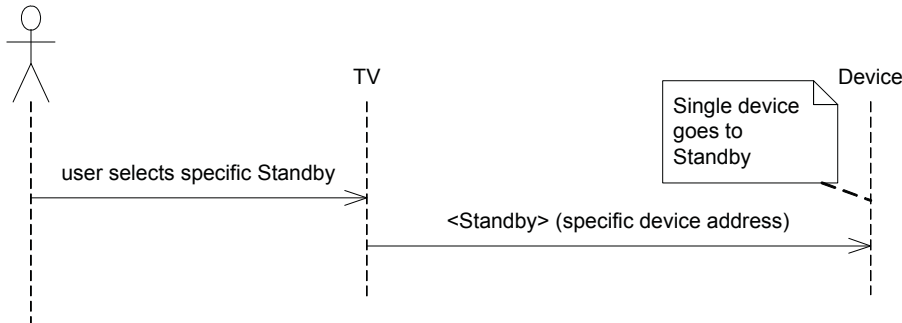 TV
Device
Single device
goes to
Standby
user selects specific Standby
<Standby> (specific device address)